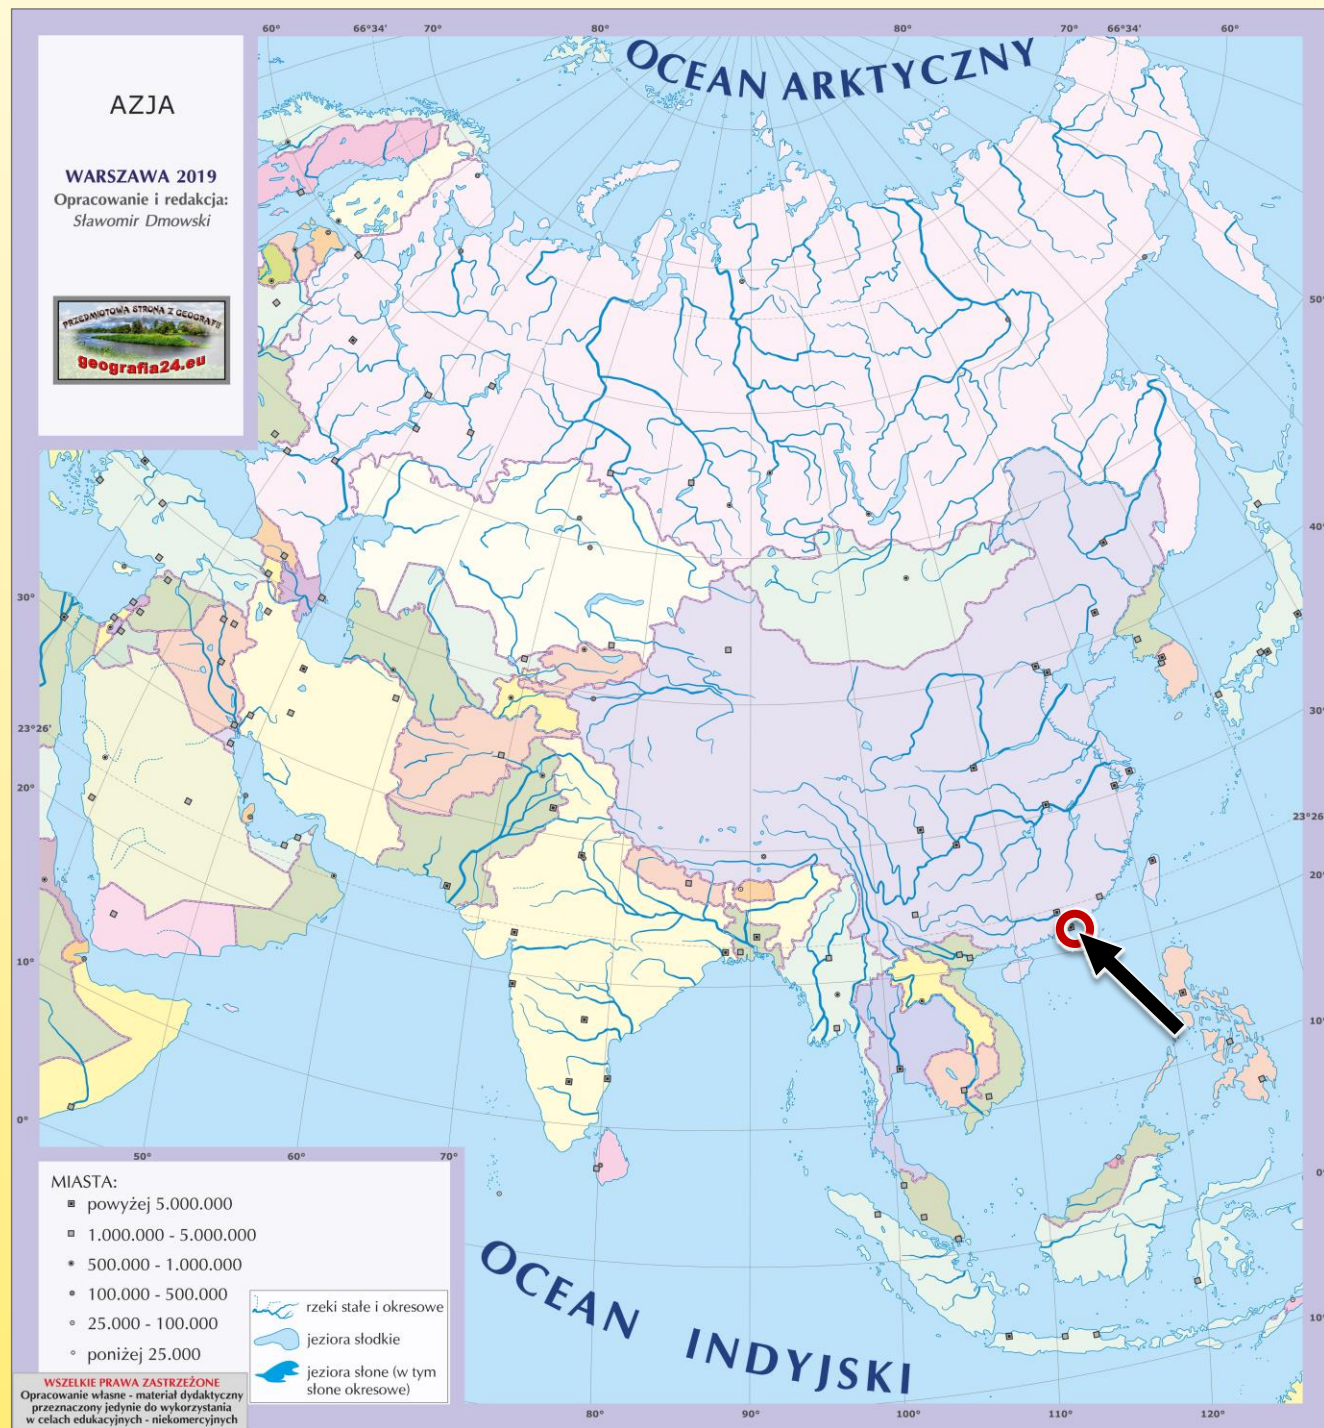 60°
66°34'
70°
80°
80°
70°
66°34'
60°
OCEAN ARKTYCZNY
AZJA
WARSZAWA 2019
Opracowanie i redakcja:
Sławomir Dmowski
PRZEDMIOTOWA STRONA Z GEOGRAFII
geografia24.eu
50°
40°
30°
30°
23°26'
20°
23°26'
20°
10°
10°
0°
0°
10°
50°
60°
70°
MIASTA:
powyżej 5.000.000
1.000.000 - 5.000.000
500.000 - 1.000.000
100.000 - 500.000
25.000 - 100.000
poniżej 25.000
rzeki stałe i okresowe
jeziora słodkie
jeziora słone (w tym
słone okresowe)
OCEAN INDYJSKI
WSZELKIE PRAWA ZASTRZEŻONE
Opracowanie własne - materiał dydaktyczny
przeznaczony jedynie do wykorzystania
w celach edukacyjnych - niekomercyjnych
80°
90°
100°
110°
120°